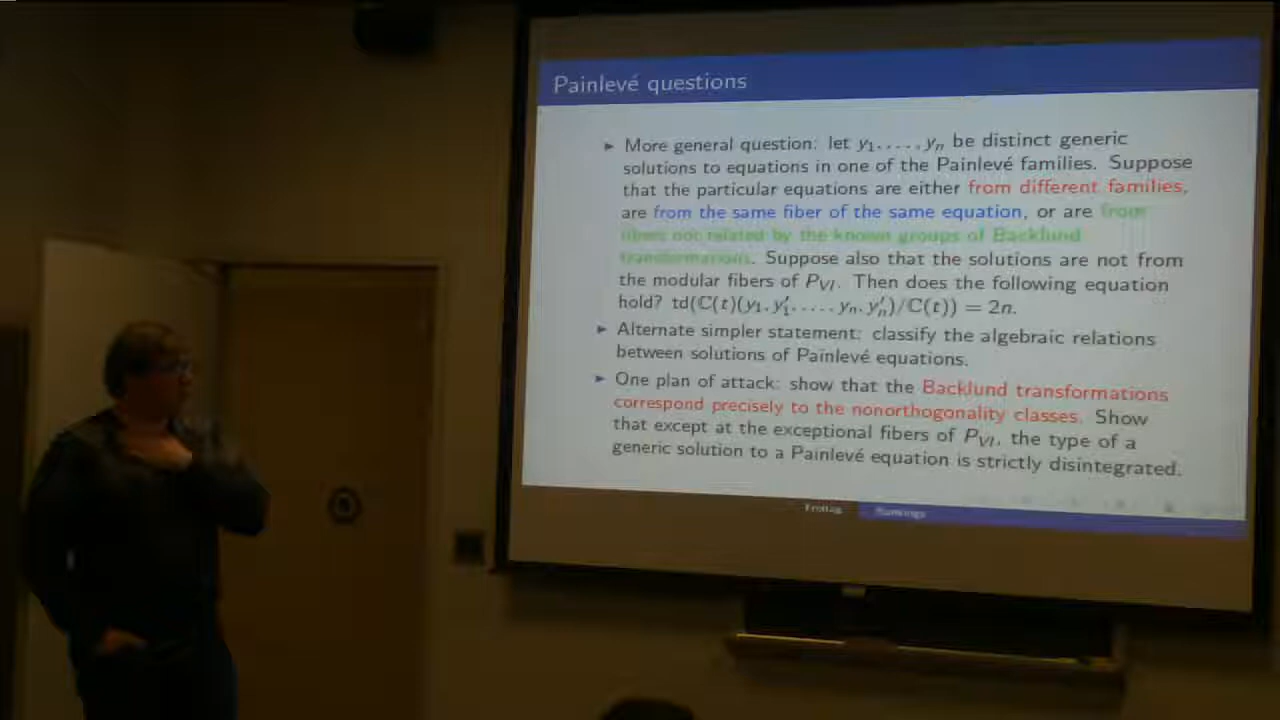 Painlevé questions
► More general question: let y₁, . . . , yₙ be distinct generic
solutions to equations in one of the Painlevé families. Suppose
that the particular equations are either from different families,
are from the same fiber of the same equation, or are from
fibers not related by the known groups of Backlund
transformations. Suppose also that the solutions are not from
the modular fibers of P_VI. Then does the following equation
hold? td(C(t)(y₁, y₁′, . . . , yₙ, yₙ′)/C(t)) = 2n.
► Alternate simpler statement: classify the algebraic relations
between solutions of Painlevé equations.
► One plan of attack: show that the Backlund transformations
correspond precisely to the nonorthogonality classes. Show
that except at the exceptional fibers of P_VI, the type of a
generic solution to a Painlevé equation is strictly disintegrated.
Freitag Rankings